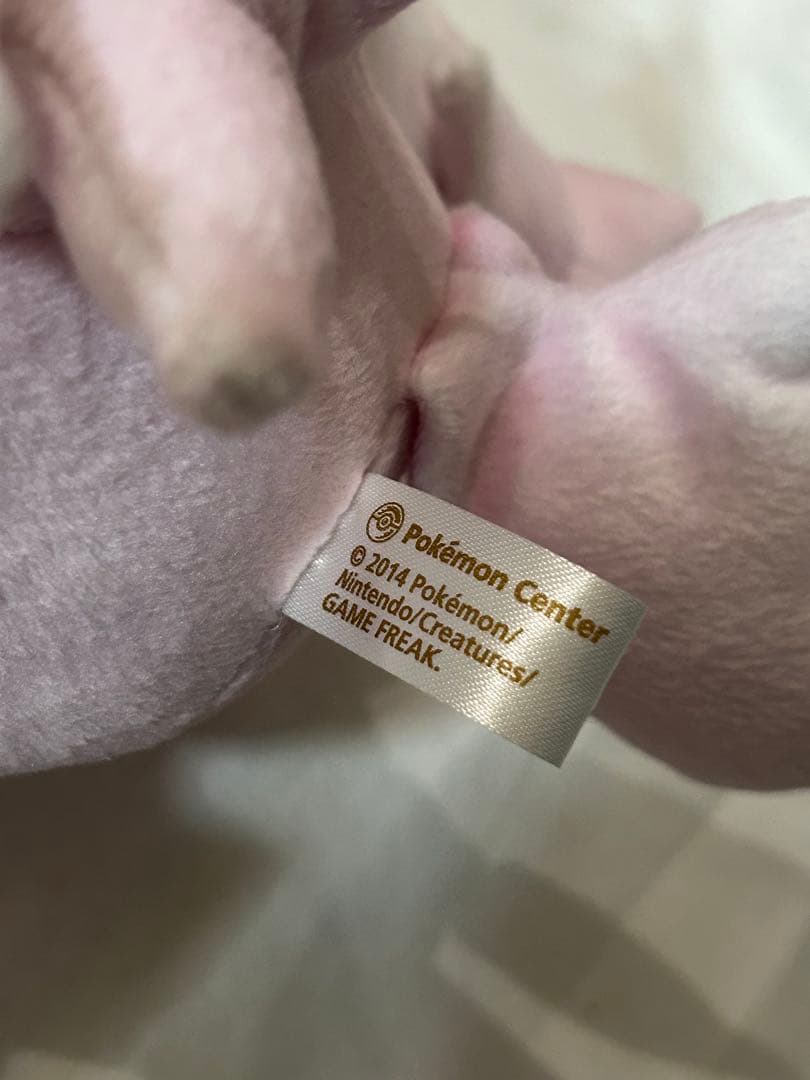 Pokémon Center
© 2014 Pokémon/
Nintendo/Creatures/
GAME FREAK.